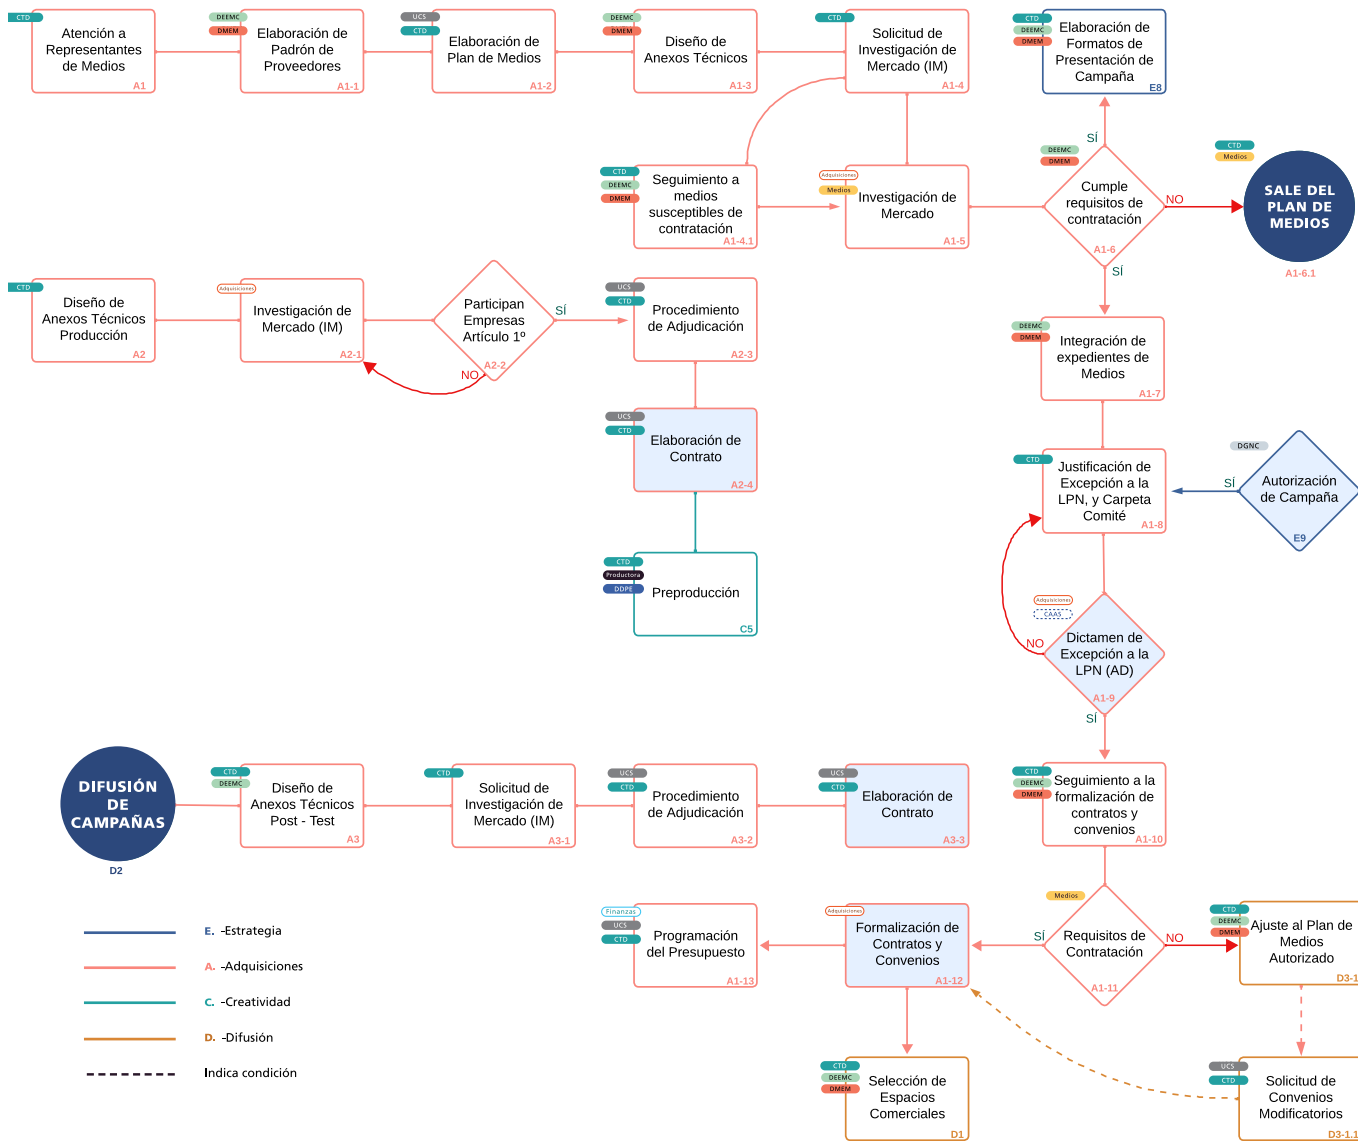 CTD
Atención a
Representantes
de Medios
A1
DEEMC
DMEM
Elaboración de
Padrón de
Proveedores
A1-1
UCS
CTD
Elaboración de
Plan de Medios
A1-2
DEEMC
DMEM
Diseño de
Anexos Técnicos
A1-3
CTD
Solicitud de
Investigación de
Mercado (IM)
A1-4
CTD
DEEMC
DMEM
Elaboración de
Formatos de
Presentación de
Campaña
E8
CTD
DEEMC
DMEM
Seguimiento a
medios
susceptibles de
contratación
A1-4.1
Adquisiciones
Medios
Investigación de
Mercado
A1-5
SÍ
DEEMC
DMEM
Cumple
requisitos de
contratación
A1-6
NO
SÍ
CTD
Medios
SALE DEL
PLAN DE
MEDIOS
A1-6.1
CTD
Diseño de
Anexos Técnicos
Producción
A2
Adquisiciones
Investigación de
Mercado (IM)
A2-1
Participan
Empresas
Artículo 1º
A2-2
SÍ
NO
UCS
CTD
Procedimiento
de Adjudicación
A2-3
DEEMC
DMEM
Integración de
expedientes de
Medios
A1-7
UCS
CTD
Elaboración de
Contrato
A2-4
CTD
Justificación de
Excepción a la
LPN, y Carpeta
Comité
A1-8
DGNC
SÍ
Autorización
de Campaña
E9
CTD
Productora
DDPE
Preproducción
C5
Adquisiciones
CAAS
NO
Dictamen de
Excepción a la
LPN (AD)
A1-9
SÍ
DIFUSIÓN
DE
CAMPAÑAS
D2
CTD
DEEMC
Diseño de
Anexos Técnicos
Post - Test
A3
CTD
Solicitud de
Investigación de
Mercado (IM)
A3-1
UCS
CTD
Procedimiento
de Adjudicación
A3-2
UCS
CTD
Elaboración de
Contrato
A3-3
CTD
DEEMC
DMEM
Seguimiento a la
formalización de
contratos y
convenios
A1-10
Finanzas
UCS
CTD
Programación
del Presupuesto
A1-13
Adquisiciones
Formalización de
Contratos y
Convenios
A1-12
Medios
SÍ
Requisitos de
Contratación
A1-11
NO
CTD
DEEMC
DMEM
Ajuste al Plan de
Medios
Autorizado
D3-1
E. -Estrategia
A. -Adquisiciones
C. -Creatividad
D. -Difusión
Indica condición
CTD
DEEMC
DMEM
Selección de
Espacios
Comerciales
D1
UCS
CTD
Solicitud de
Convenios
Modificatorios
D3-1.1